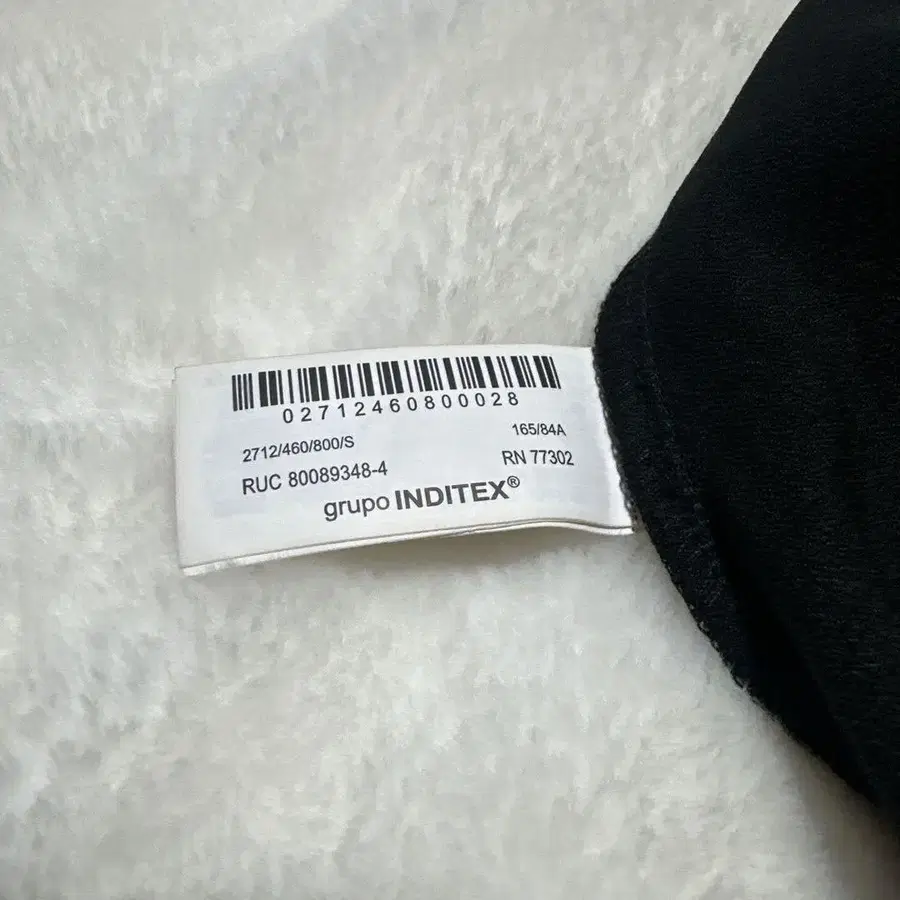 02712460800028
2712/460/800/S
165/84A
RUC 80089348-4
RN 77302
grupo INDITEX®